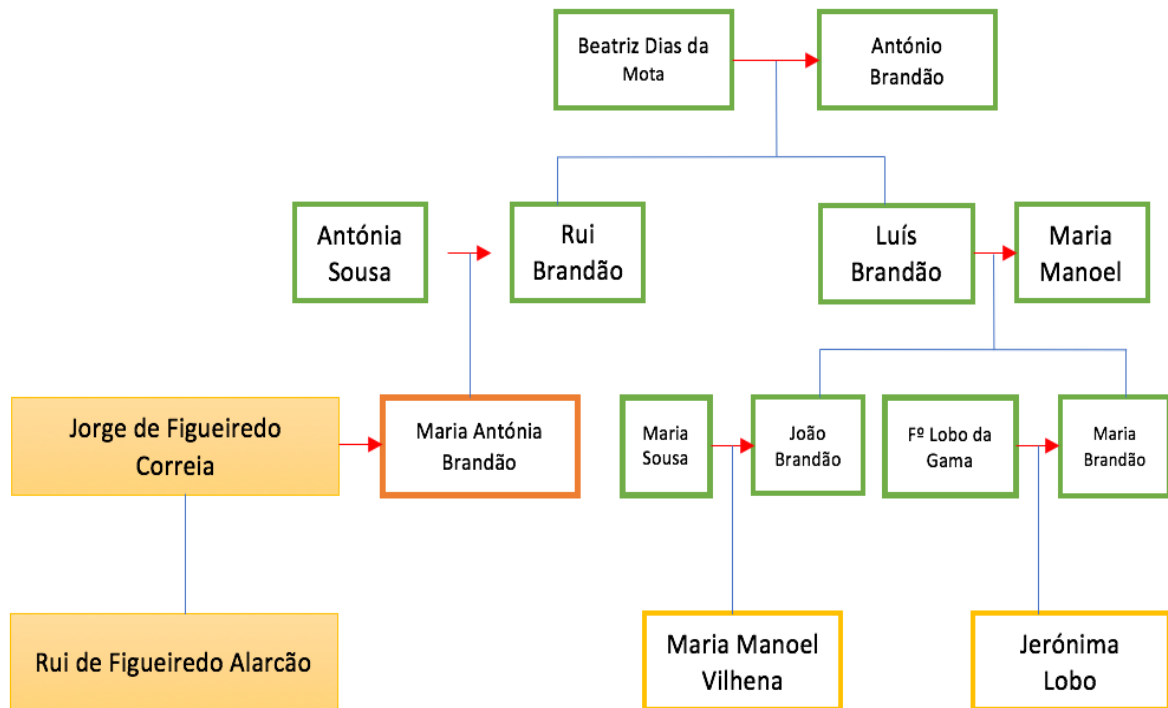 Beatriz Dias da
Mota
António
Brandão
Antónia
Sousa
Rui
Brandão
Luís
Brandão
Maria
Manoel
Jorge de Figueiredo
Correia
Maria Antónia
Brandão
Maria
Sousa
João
Brandão
Fº Lobo da
Gama
Maria
Brandão
Rui de Figueiredo Alarcão
Maria Manoel
Vilhena
Jerónima
Lobo